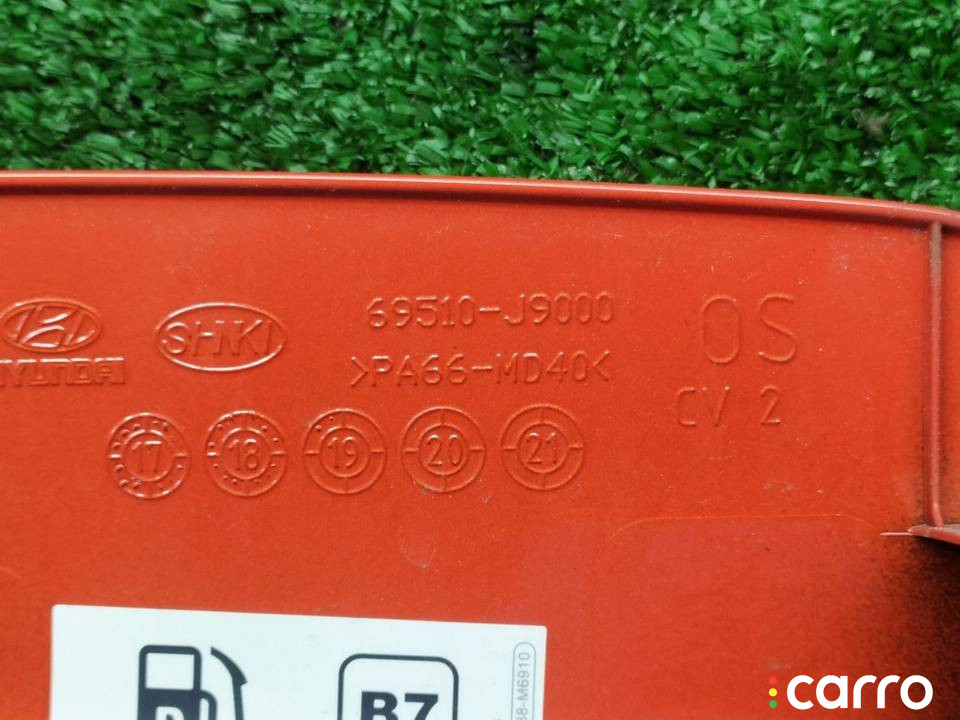 HYUNDAI
SHKI
69510-J9000
>PA66-MD40<
OS
CV 2
17 18 19 20 21
D
B7
carro